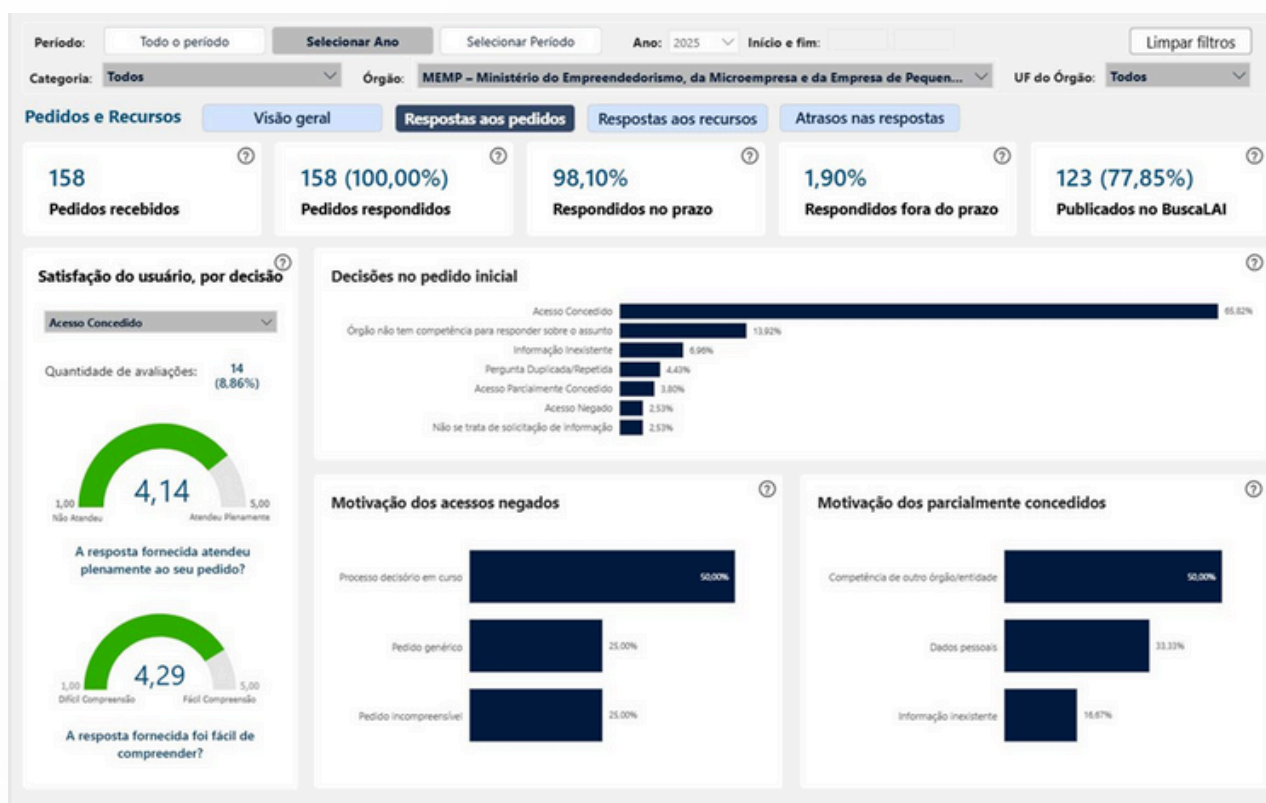 Período: Todo o período Selecionar Ano Selecionar Período Ano: 2025 Início e fim: Limpar filtros
Categoria: Todos Órgão: MEMP – Ministério do Empreendedorismo, da Microempresa e da Empresa de Pequen... UF do Órgão: Todos
Pedidos e Recursos Visão geral Respostas aos pedidos Respostas aos recursos Atrasos nas respostas
158
Pedidos recebidos
158 (100,00%)
Pedidos respondidos
98,10%
Respondidos no prazo
1,90%
Respondidos fora do prazo
123 (77,85%)
Publicados no BuscaLAI
Satisfação do usuário, por decisão
Acesso Concedido
Quantidade de avaliações: 14
(8,86%)
4,14
1,00 5,00
Não Atendeu Atendeu Plenamente
A resposta fornecida atendeu
plenamente ao seu pedido?
4,29
1,00 5,00
Difícil Compreensão Fácil Compreensão
A resposta fornecida foi fácil de
compreender?
Decisões no pedido inicial
Acesso Concedido 65,82%
Órgão não tem competência para responder sobre o assunto 13,92%
Informação Inexistente 6,96%
Pergunta Duplicada/Repetida 4,43%
Acesso Parcialmente Concedido 3,80%
Acesso Negado 2,53%
Não se trata de solicitação de informação 2,53%
Motivação dos acessos negados
Processo decisório em curso 50,00%
Pedido genérico 25,00%
Pedido incompreensível 25,00%
Motivação dos parcialmente concedidos
Competência de outro órgão/entidade 50,00%
Dados pessoais 33,33%
Informação inexistente 16,67%